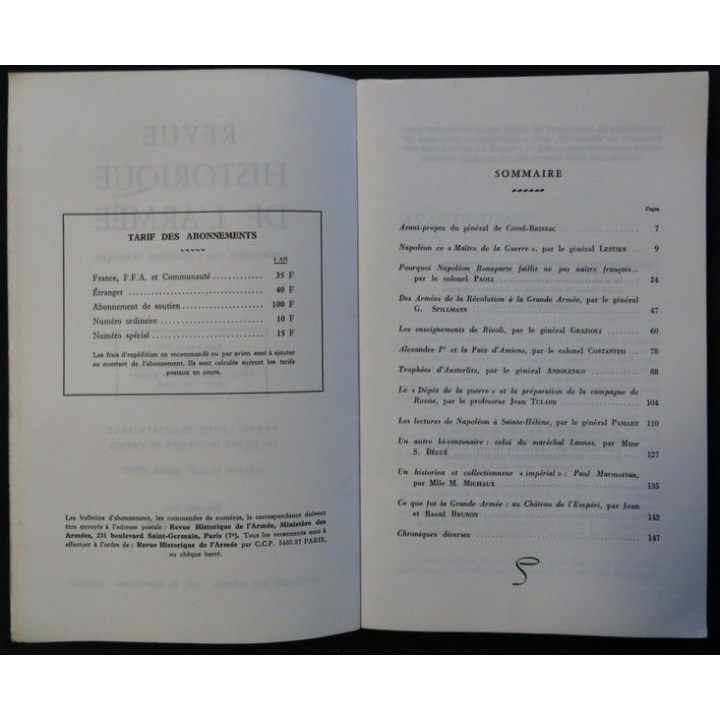 REVUE
HISTORIQUE
DE L'ARMÉE
TARIF DES ABONNEMENTS
1 AN
France, F.F.A. et Communauté .............. 35 F
Étranger .............. 40 F
Abonnement de soutien .............. 100 F
Numéro ordinaire .............. 10 F
Numéro spécial .............. 15 F
Les frais d'expédition en recommandé ou par avion sont à ajouter
au montant de l'abonnement. Ils sont calculés suivant les tarifs
postaux en cours.
Les bulletins d'abonnement, les commandes de numéros, la correspondance doivent
être envoyés à l'adresse postale : Revue Historique de l'Armée, Ministère des
Armées, 231 boulevard Saint-Germain, Paris (7e). Tous les versements sont à
effectuer à l'ordre de : Revue Historique de l'Armée par C.C.P. 5460.37 PARIS,
ou chèque barré.
SOMMAIRE
Pages
Avant-propos du général de COSSÉ-BRISSAC .............. 7
Napoléon ce « Maître de la Guerre », par le général LESTIEN .. 9
Pourquoi Napoléon Bonaparte faillit ne pas naître français...
par le colonel PAOLI .............. 24
Des Armées de la Révolution à la Grande Armée, par le général
G. SPILLMANN .............. 47
Les enseignements de Rivoli, par le général GRAZIOLI .... 60
Alexandre Ier et la Paix d'Amiens, par le colonel COSTANTINI .. 78
Trophées d'Austerlitz, par le général ANDOLENKO ...... 88
Le « Dépôt de la guerre » et la préparation de la campagne de
Russie, par le professeur Jean TULARD .............. 104
Les lectures de Napoléon à Sainte-Hélène, par le général PAMART 110
Un autre bi-centenaire : celui du maréchal Lannes, par Mme
S. BÉGUÉ .............. 127
Un historien et collectionneur « impérial » : Paul Marmottan,
par Mlle M. MICHAUX .............. 135
Ce que fut la Grande Armée : au Château de l'Empéri, par Jean
et Raoul BRUNON .............. 143
Chroniques diverses .............. 147